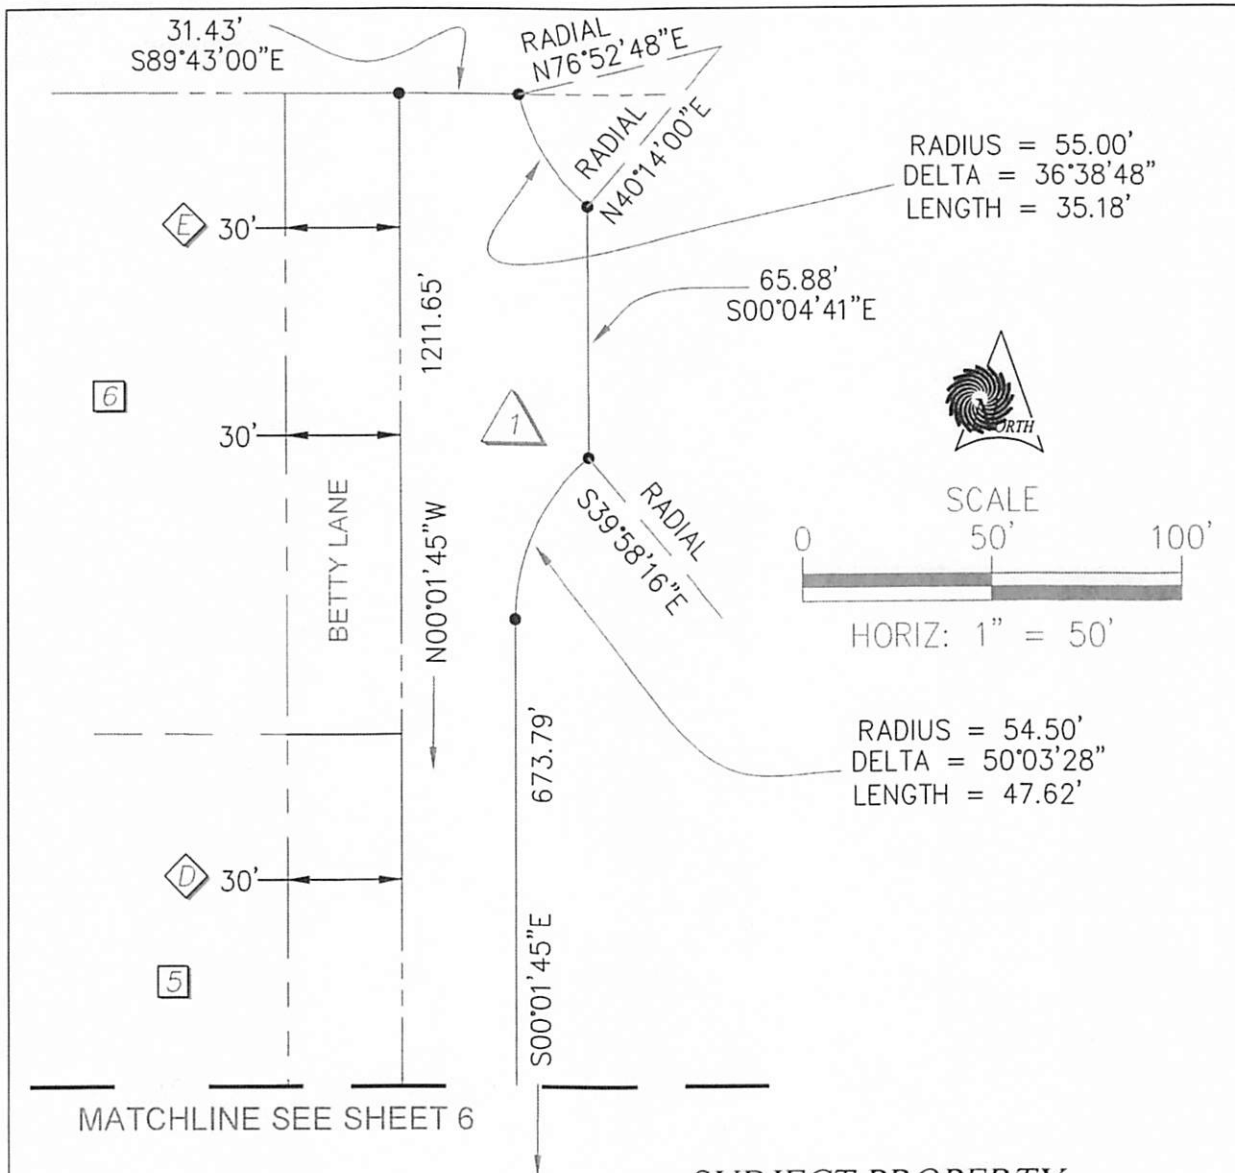 31.43'
S89°43'00"E
RADIAL
N76°52'48"E
RADIAL
N40°14'00"E
RADIUS = 55.00'
DELTA = 36°38'48"
LENGTH = 35.18'
E
30'
1211.65'
65.88'
S00°04'41"E
6
30'
1
NORTH
SCALE
0 50' 100'
HORIZ: 1" = 50'
RADIAL
S39°58'16"E
BETTY LANE
N00°01'45"W
RADIUS = 54.50'
DELTA = 50°03'28"
LENGTH = 47.62'
673.79'
D
30'
5
S00°01'45"E
MATCHLINE SEE SHEET 6
SUBJECT PROPERTY